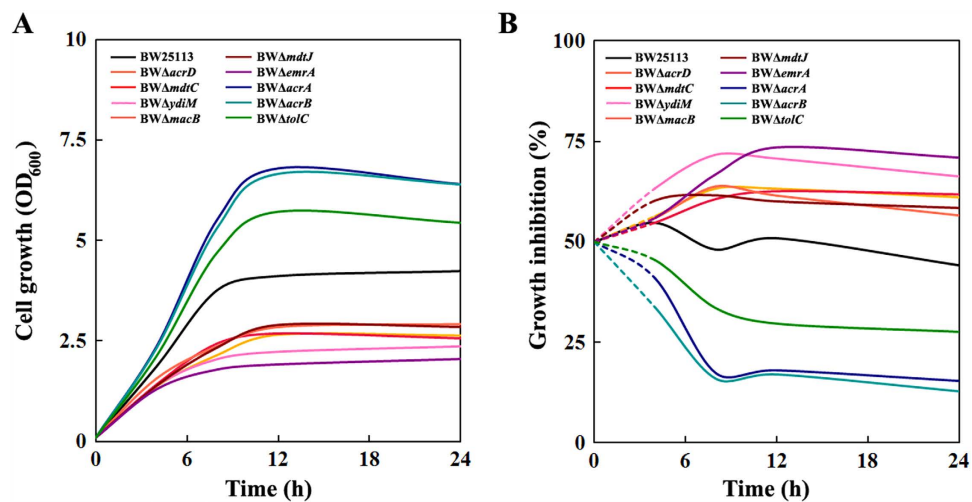 A
10
7.5
5
2.5
0
0
6
12
18
24
Cell growth (OD600)
Time (h)
BW25113
BWΔacrD
BWΔmdtC
BWΔydiM
BWΔmacB
BWΔmdtJ
BWΔemrA
BWΔacrA
BWΔacrB
BWΔtolC
B
100
75
50
25
0
0
6
12
18
24
Growth inhibition (%)
Time (h)
BW25113
BWΔacrD
BWΔmdtC
BWΔydiM
BWΔmacB
BWΔmdtJ
BWΔemrA
BWΔacrA
BWΔacrB
BWΔtolC